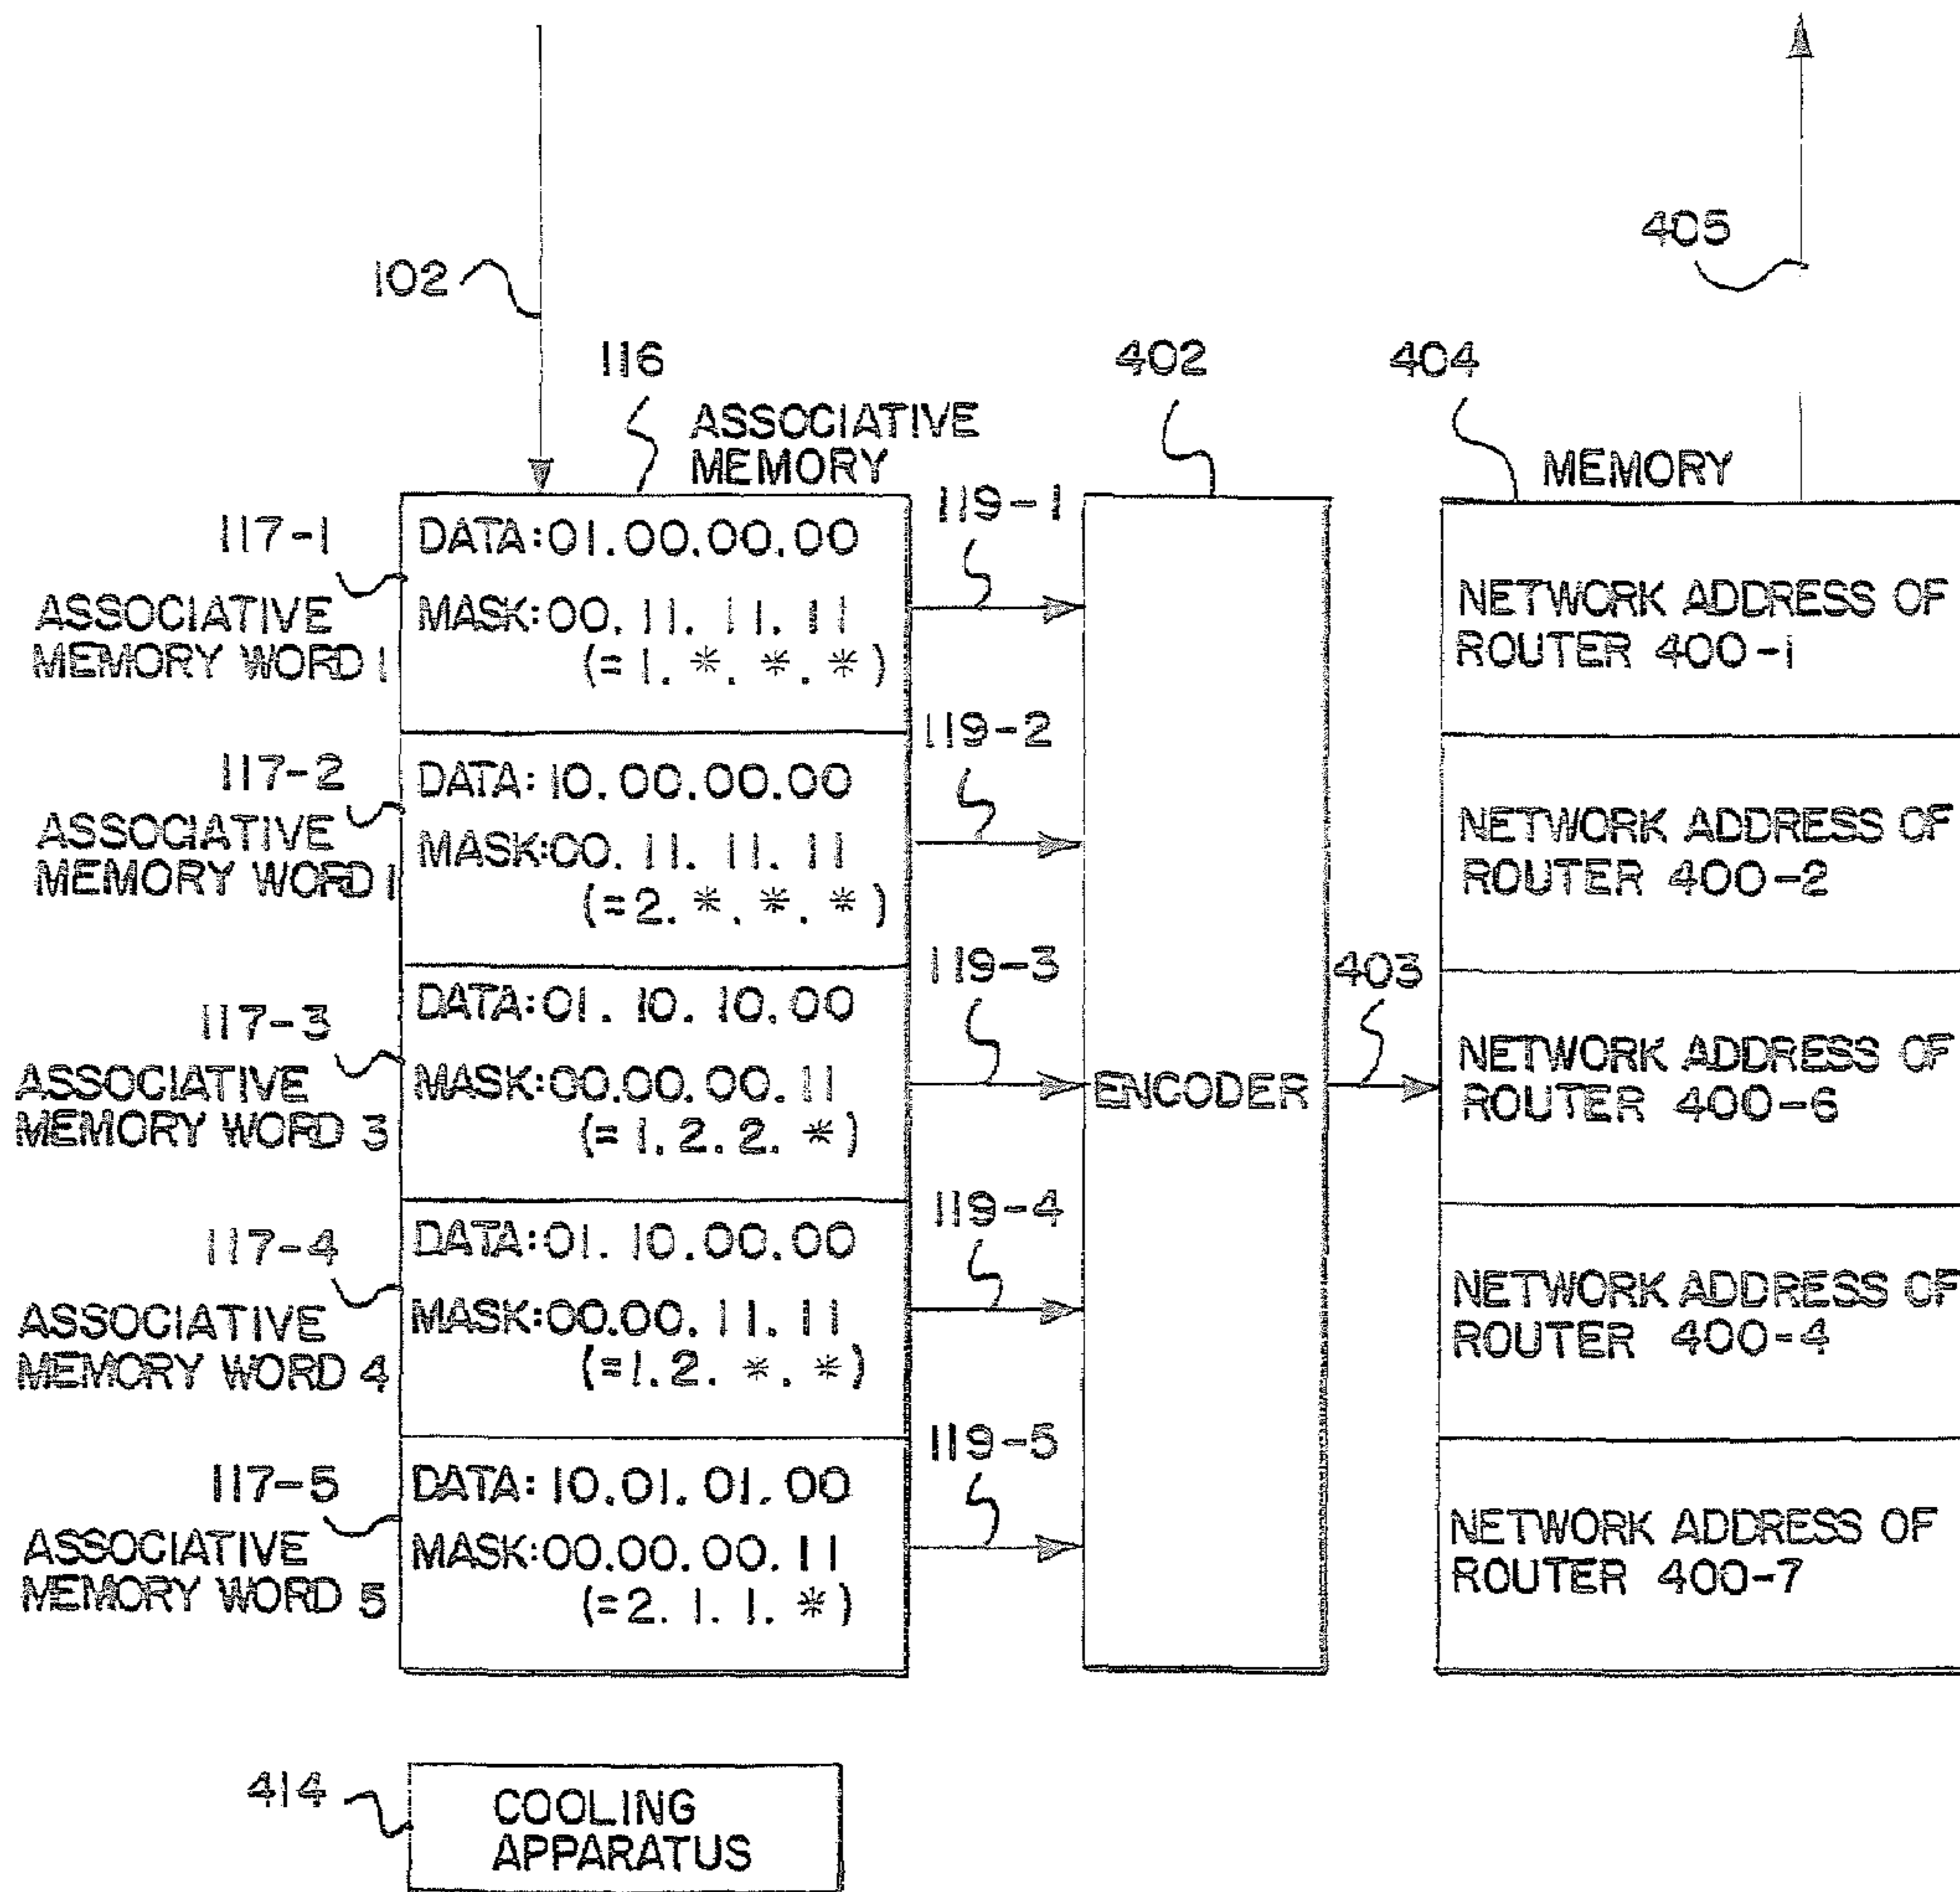 102
405
116
402
404
ASSOCIATIVE
MEMORY
MEMORY
117-1
ASSOCIATIVE
MEMORY WORD 1
DATA:01.00.00.00
MASK:00.11.11.11
(=1.*.*.*)
119-1
NETWORK ADDRESS OF
ROUTER 400-1
117-2
ASSOCIATIVE
MEMORY WORD 1
DATA:10.00.00.00
MASK:00.11.11.11
(=2.*.*.*)
119-2
NETWORK ADDRESS OF
ROUTER 400-2
117-3
ASSOCIATIVE
MEMORY WORD 3
DATA:01.10.10.00
MASK:00.00.00.11
(=1.2.2.*)
119-3
ENCODER
403
NETWORK ADDRESS OF
ROUTER 400-6
117-4
ASSOCIATIVE
MEMORY WORD 4
DATA:01.10.00.00
MASK:00.00.11.11
(=1.2.*.*)
119-4
NETWORK ADDRESS OF
ROUTER 400-4
117-5
ASSOCIATIVE
MEMORY WORD 5
DATA:10.01.01.00
MASK:00.00.00.11
(=2.1.1.*)
119-5
NETWORK ADDRESS OF
ROUTER 400-7
414
COOLING
APPARATUS